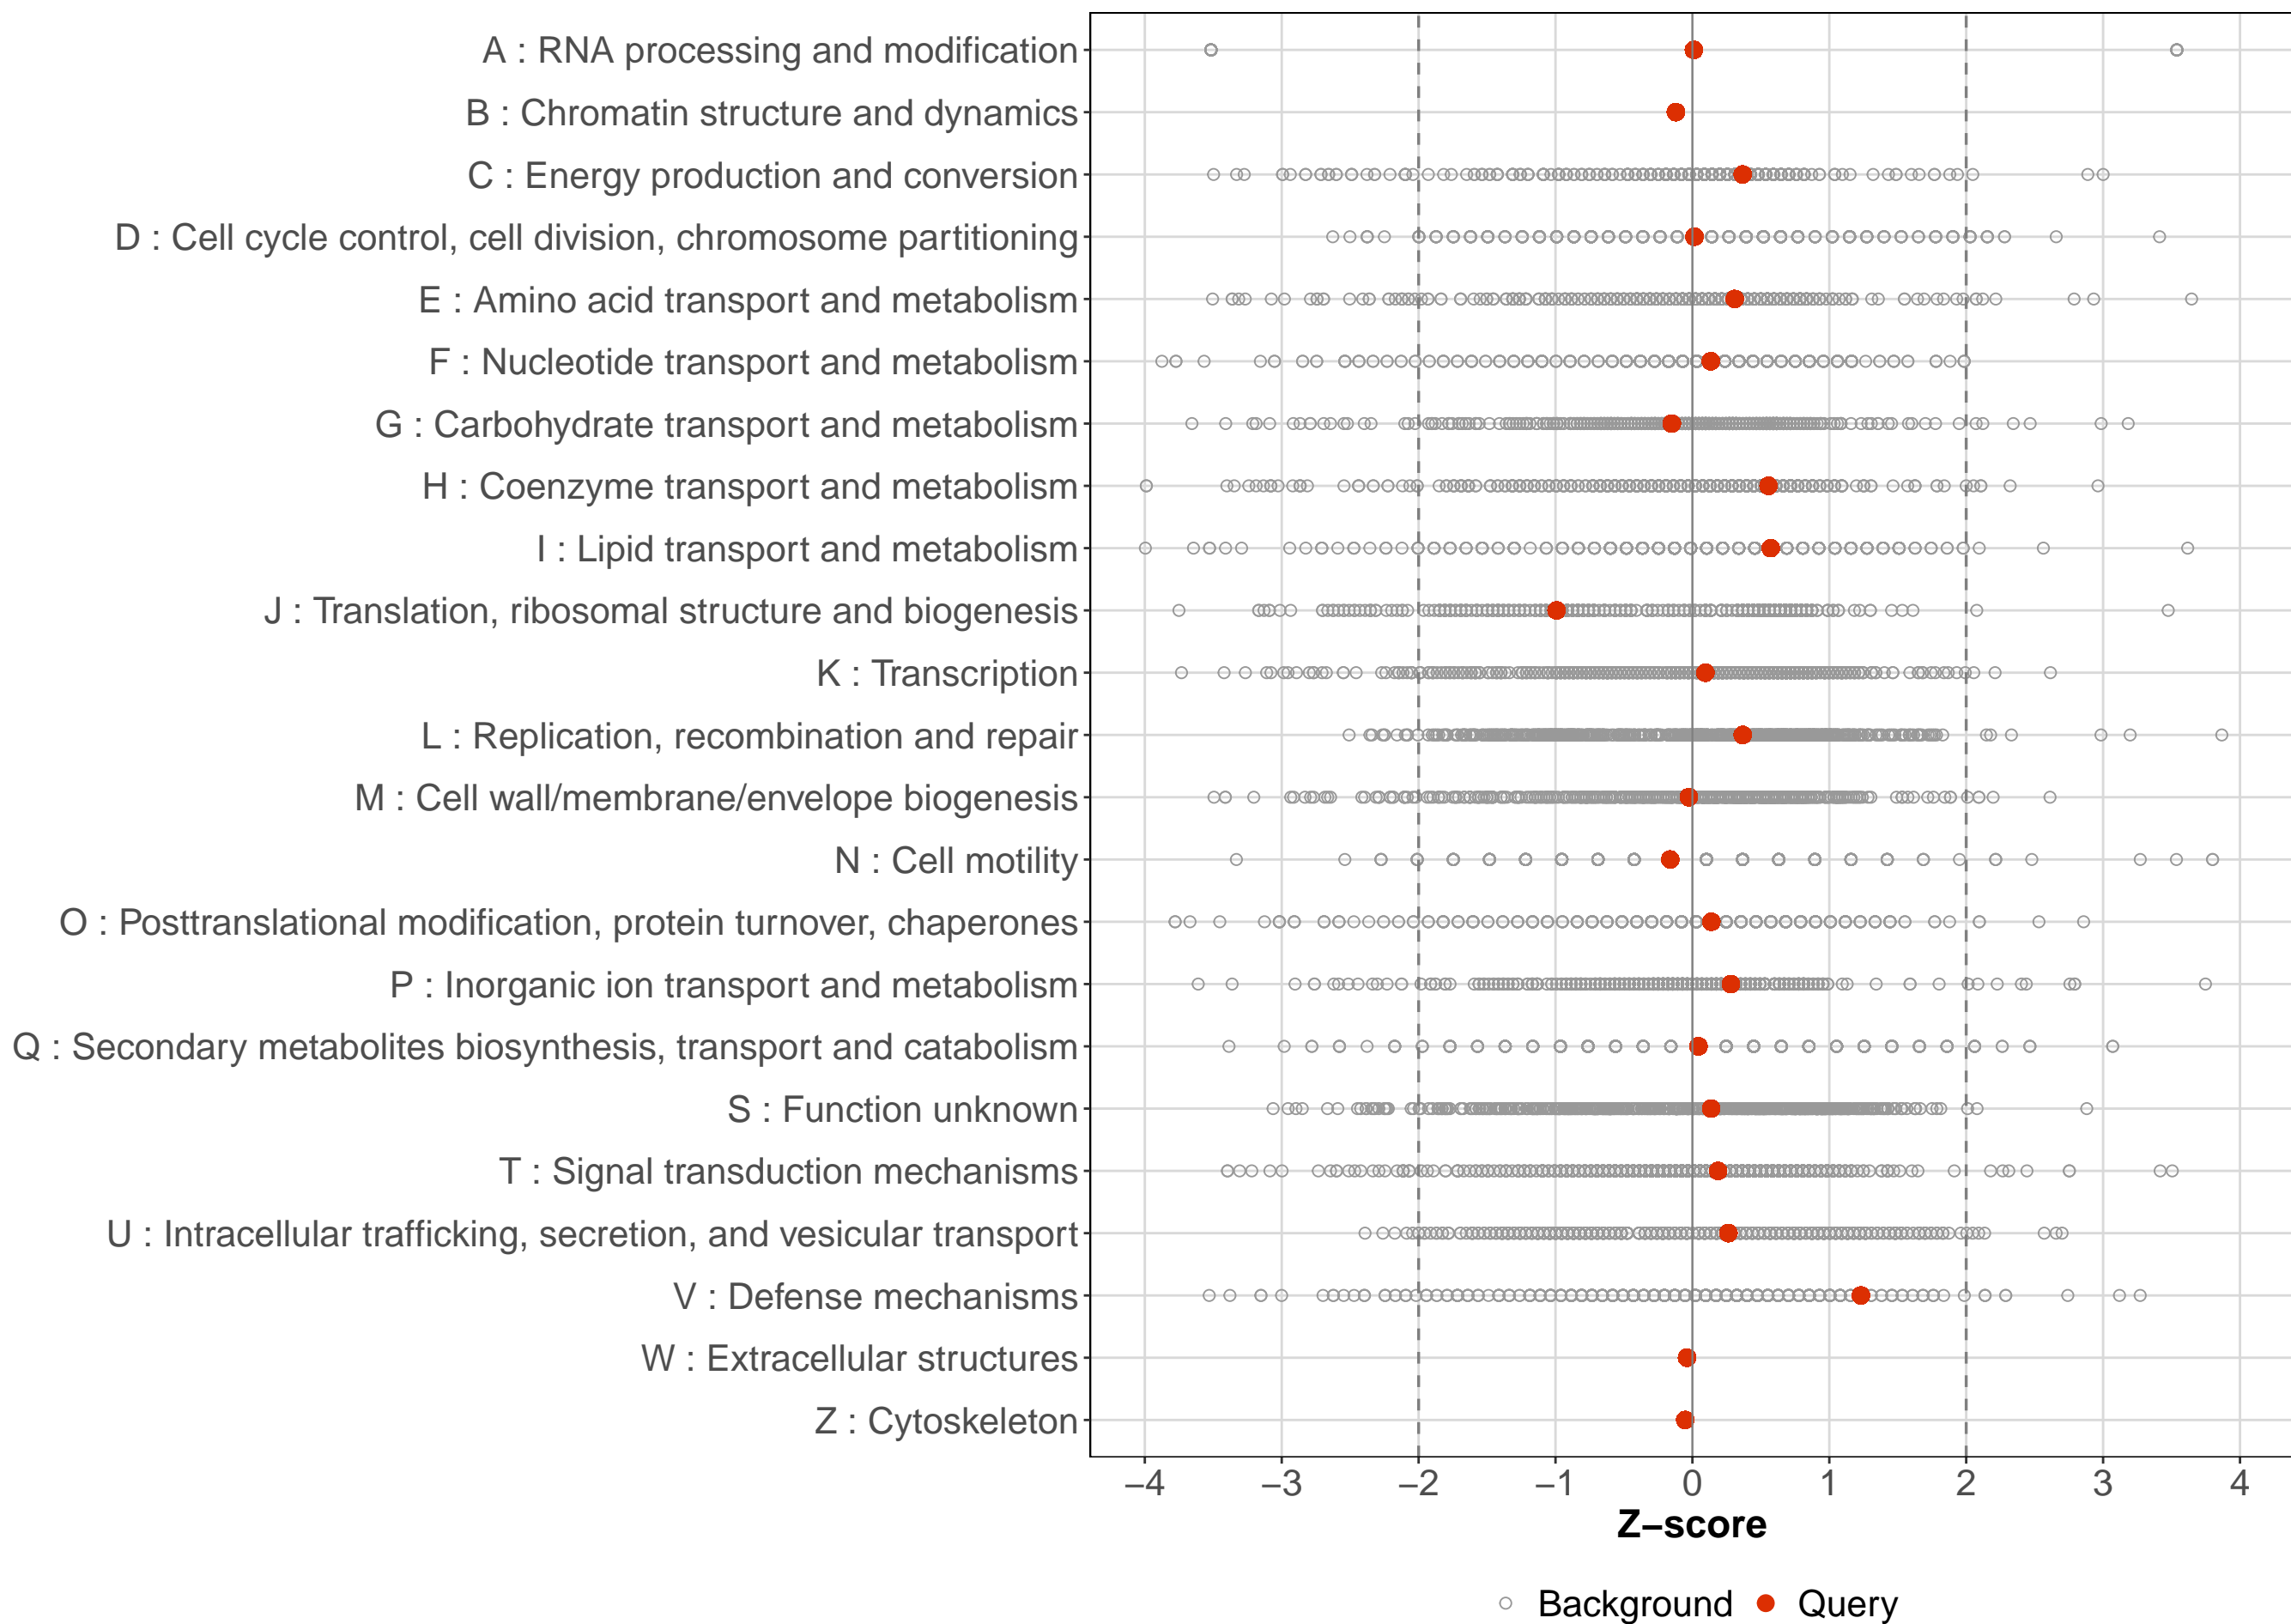 A : RNA processing and modification
B : Chromatin structure and dynamics
C : Energy production and conversion
D : Cell cycle control, cell division, chromosome partitioning
E : Amino acid transport and metabolism
F : Nucleotide transport and metabolism
G : Carbohydrate transport and metabolism
H : Coenzyme transport and metabolism
I : Lipid transport and metabolism
J : Translation, ribosomal structure and biogenesis
K : Transcription
L : Replication, recombination and repair
M : Cell wall/membrane/envelope biogenesis
N : Cell motility
O : Posttranslational modification, protein turnover, chaperones
P : Inorganic ion transport and metabolism
Q : Secondary metabolites biosynthesis, transport and catabolism
S : Function unknown
T : Signal transduction mechanisms
U : Intracellular trafficking, secretion, and vesicular transport
V : Defense mechanisms
W : Extracellular structures
Z : Cytoskeleton
−4 −3 −2 −1 0 1 2 3 4
Z−score
Background Query